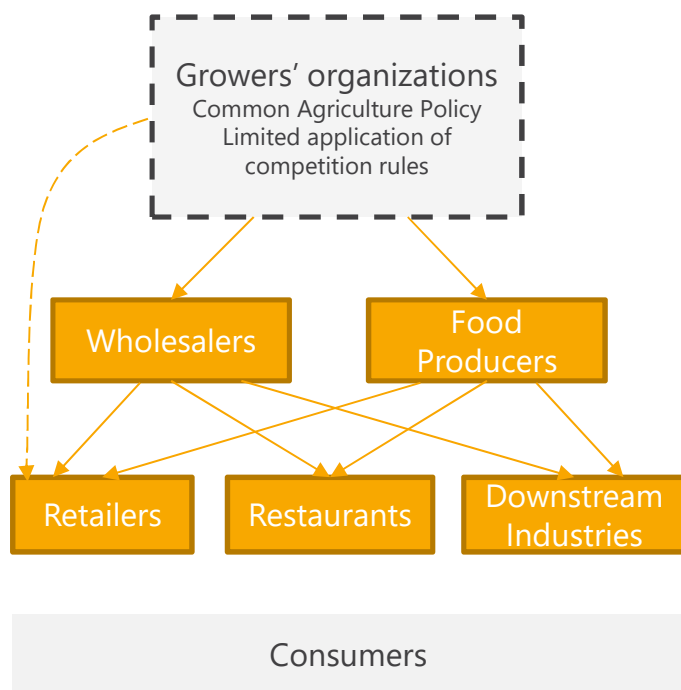 Growers’ organizations
Common Agriculture Policy
Limited application of
competition rules
Wholesalers
Food
Producers
Retailers
Restaurants
Downstream
Industries
Consumers